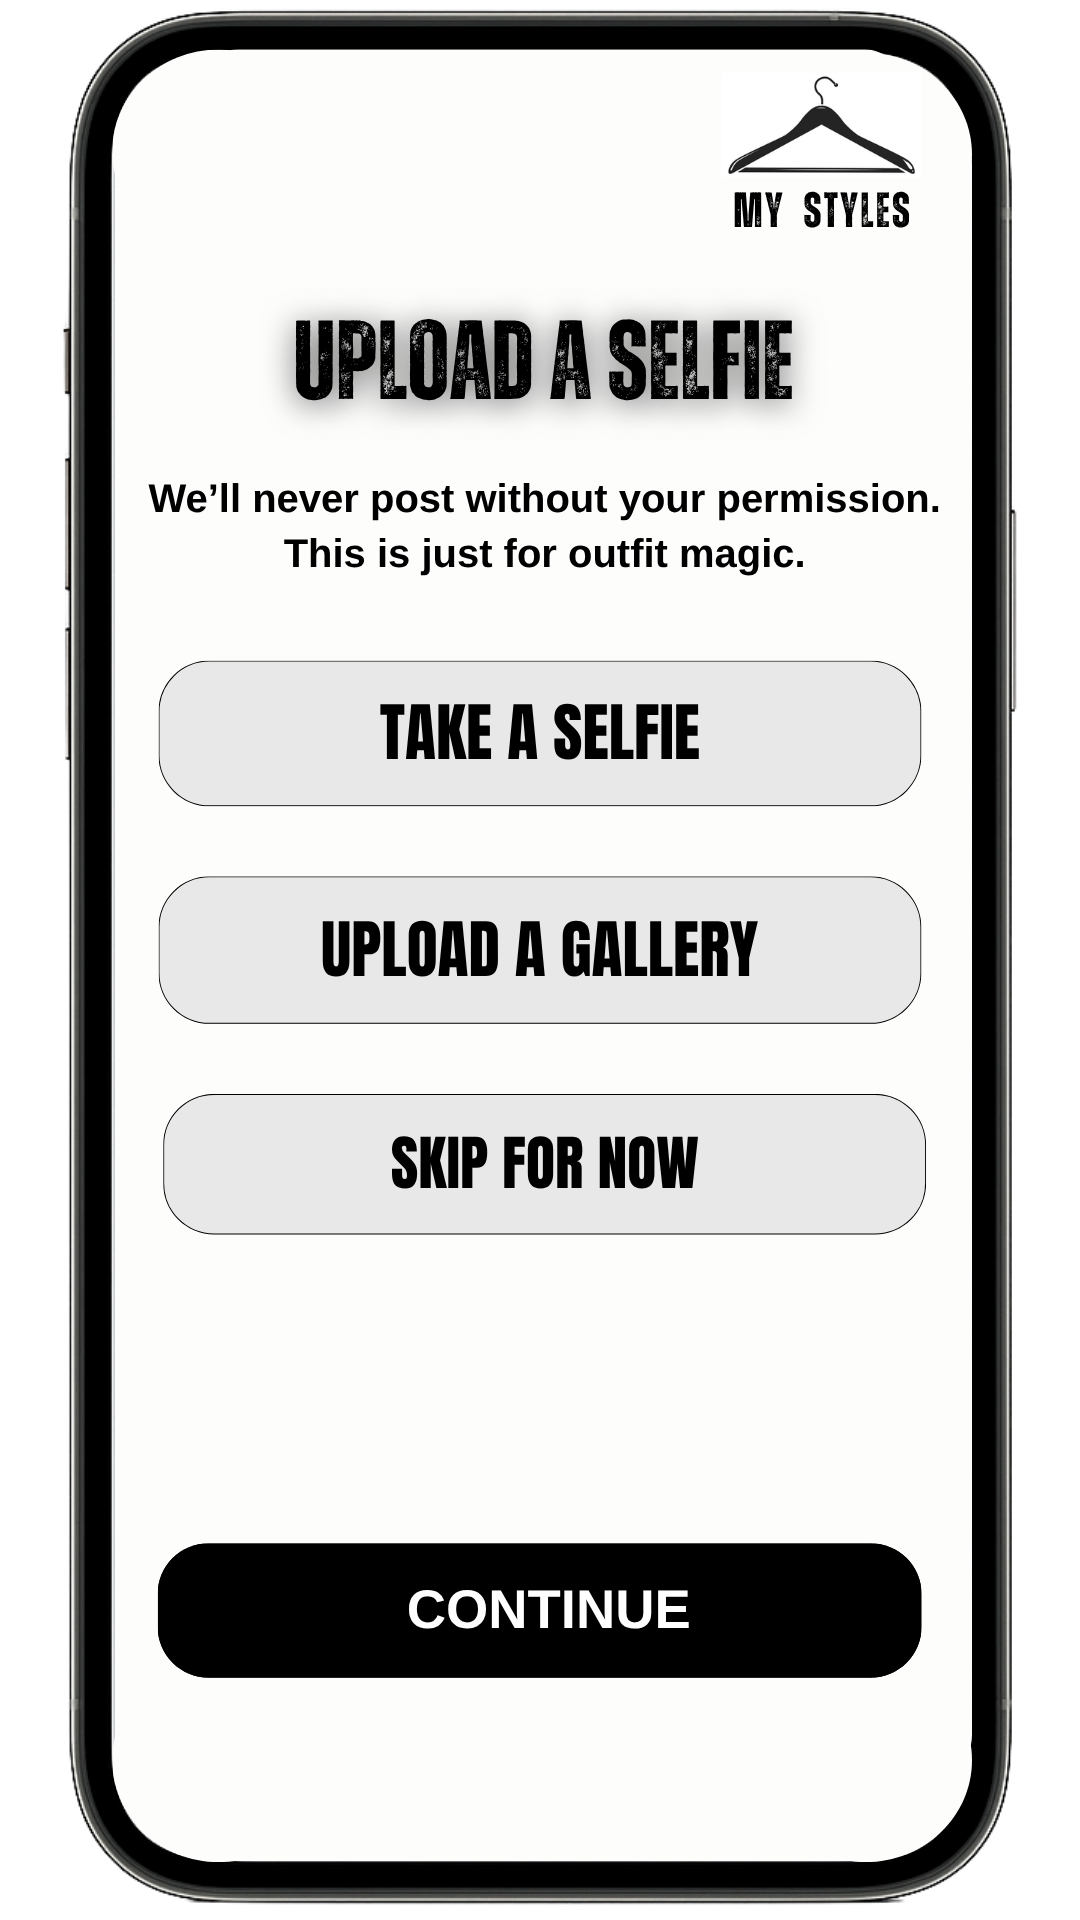 MY STYLES
UPLOAD A SELFIE
We’ll never post without your permission.
This is just for outfit magic.
TAKE A SELFIE
UPLOAD A GALLERY
SKIP FOR NOW
CONTINUE